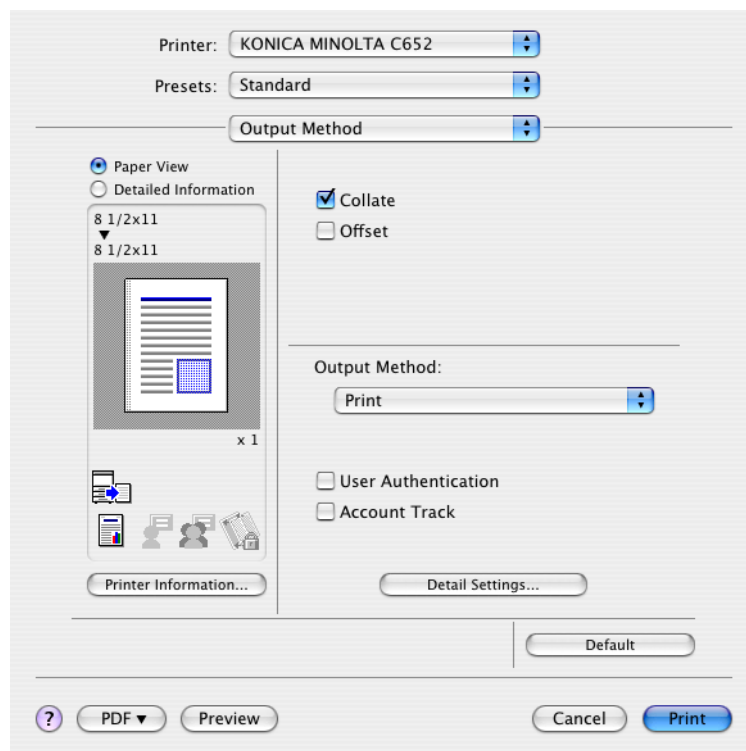 Printer: KONICA MINOLTA C652
Presets: Standard
Output Method
Paper View
Detailed Information
8 1/2x11
8 1/2x11
x 1
Printer Information...
Collate
Offset
Output Method:
Print
User Authentication
Account Track
Detail Settings...
Default
? PDF▼ Preview Cancel Print